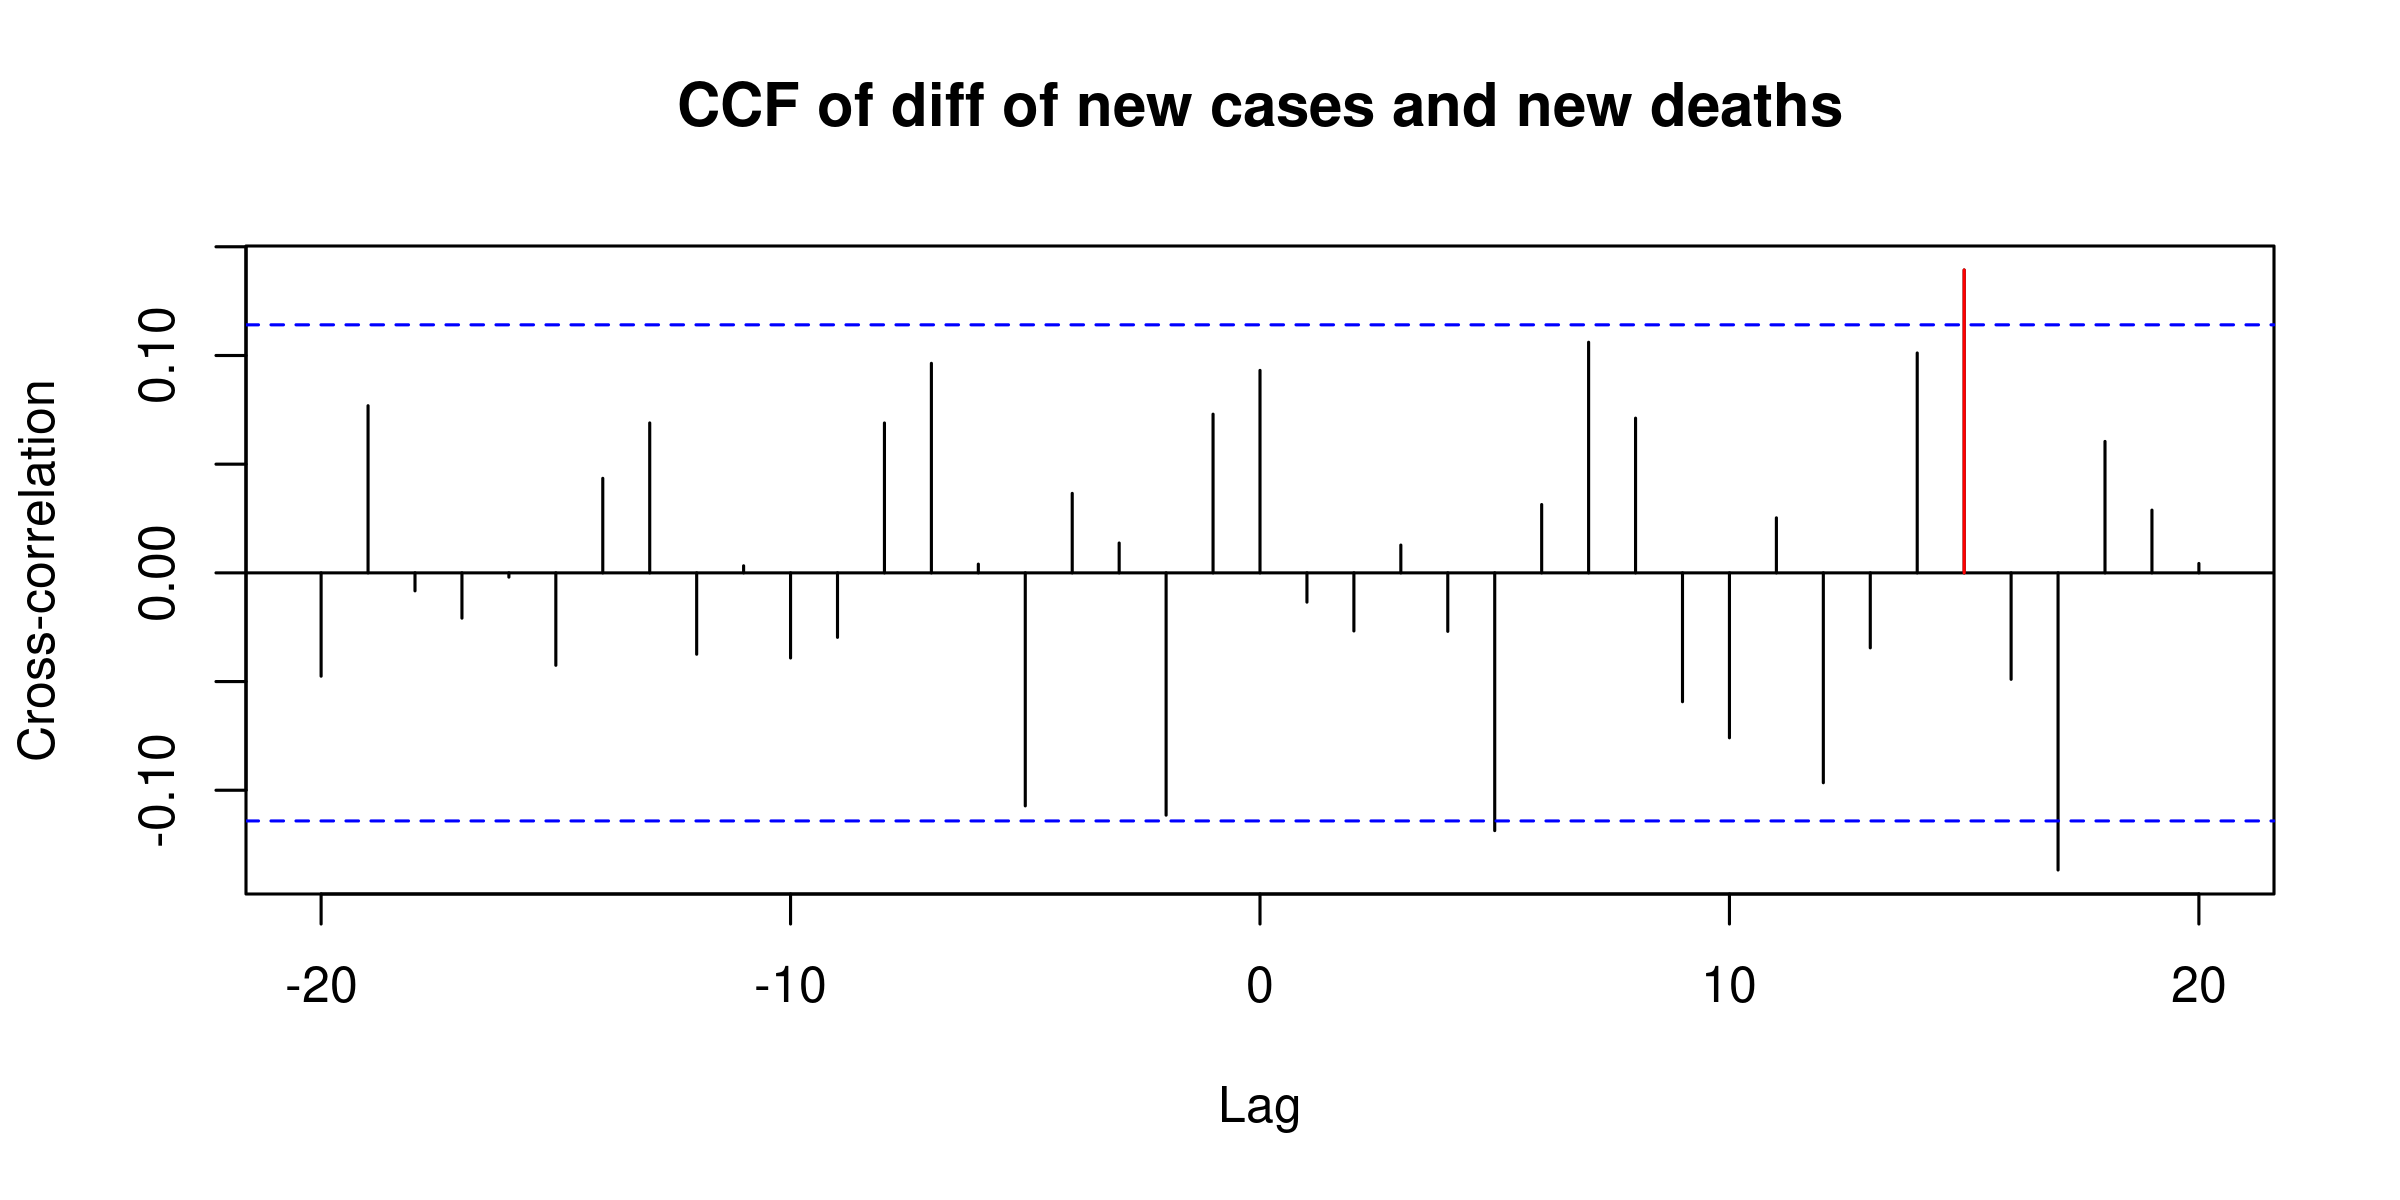 CCF of diff of new cases and new deaths
Cross-correlation
0.10
0.00
-0.10
-20
-10
0
10
20
Lag